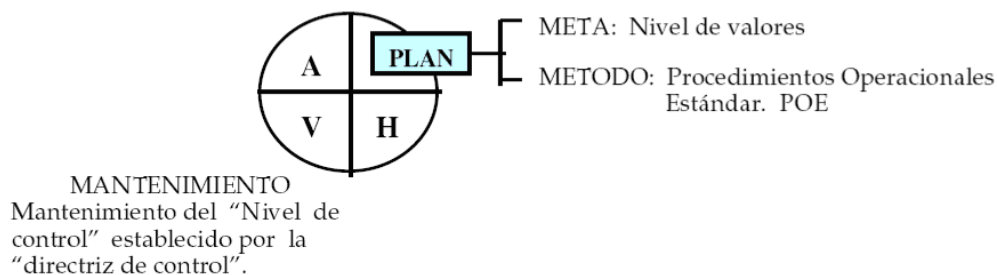 META: Nivel de valores
A
PLAN
METODO: Procedimientos Operacionales
Estándar. POE
V
H
MANTENIMIENTO
Mantenimiento del “Nivel de
control” establecido por la
“directriz de control”.